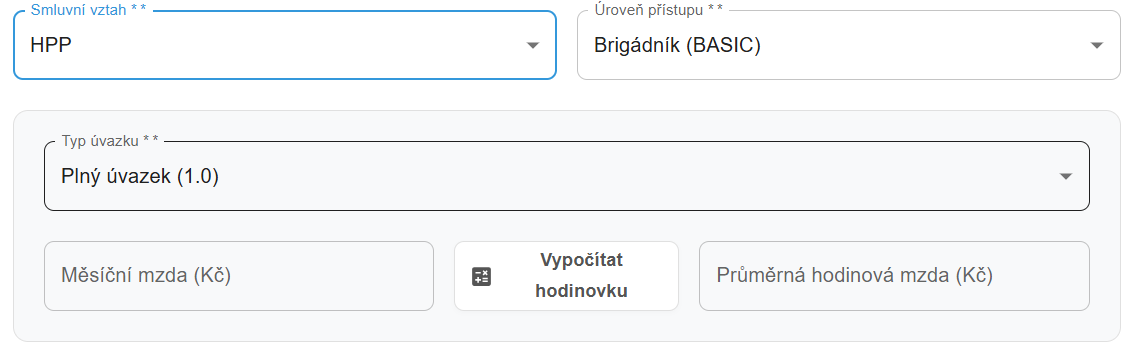 Smluvní vztah * *
Úroveň přístupu * *
HPP
Brigádník (BASIC)
Typ úvazku * *
Plný úvazek (1.0)
Měsíční mzda (Kč)
Vypočítat
hodinovku
Průměrná hodinová mzda (Kč)